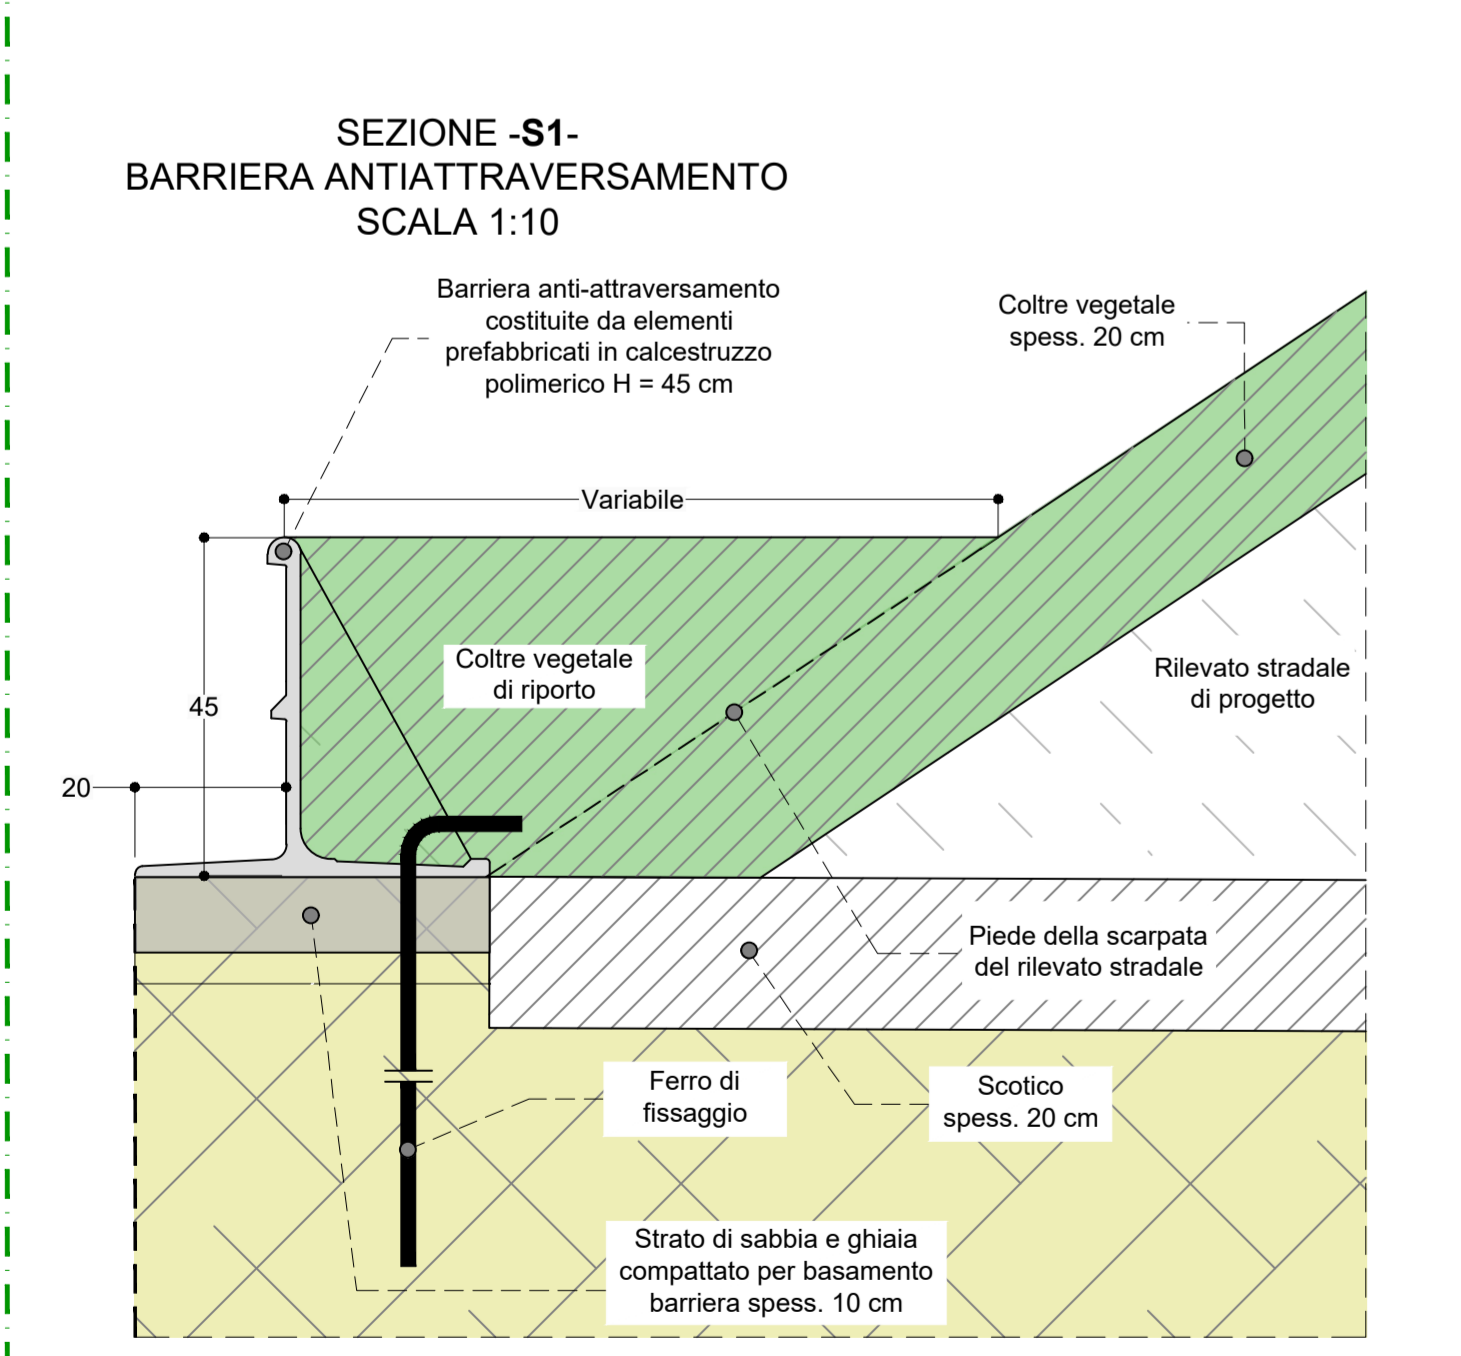 SEZIONE -S1-
BARRIERA ANTIATTRAVERSAMENTO
SCALA 1:10
Barriera anti-attraversamento
costituite da elementi
prefabbricati in calcestruzzo
polimerico H = 45 cm
Coltre vegetale
spess. 20 cm
Variabile
Coltre vegetale
di riporto
Rilevato stradale
di progetto
45
20
Piede della scarpata
del rilevato stradale
Ferro di
fissaggio
Scotico
spess. 20 cm
Strato di sabbia e ghiaia
compattato per basamento
barriera spess. 10 cm